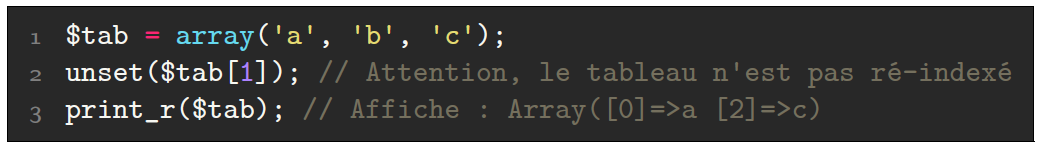 1 $tab = array('a', 'b', 'c');
2 unset($tab[1]); // Attention, le tableau n'est pas ré-indexé
3 print_r($tab); // Affiche : Array([0]=>a [2]=>c)